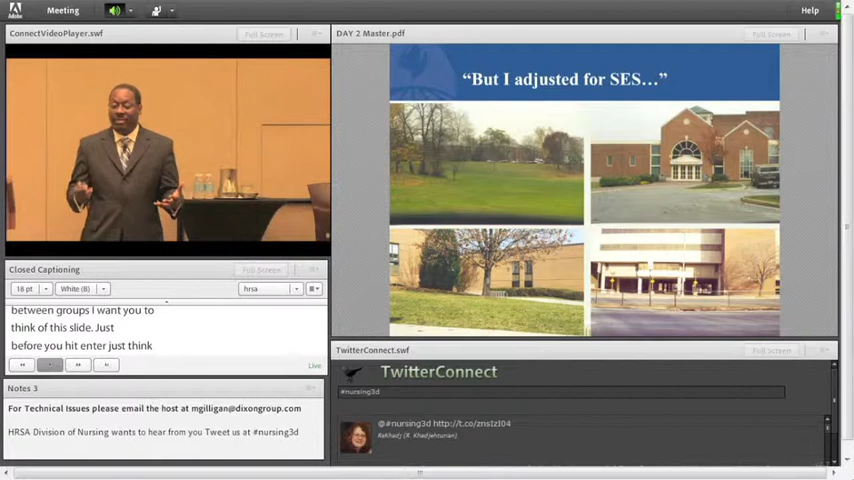 Adobe
Meeting
Help
ConnectVideoPlayer.swf
Full Screen
DAY 2 Master.pdf
Full Screen
“But I adjusted for SES…”
Closed Captioning
Full Screen
18 pt
White (B)
hrsa
between groups I want you to
think of this slide. Just
before you hit enter just think
Live
Notes 3
For Technical Issues please email the host at mgilligan@dixongroup.com
HRSA Division of Nursing wants to hear from you Tweet us at #nursing3d
TwitterConnect.swf
Full Screen
TwitterConnect
#nursing3d
@#nursing3d http://t.co/znsIzI04
RaKhadj (R. Khadjehturian)